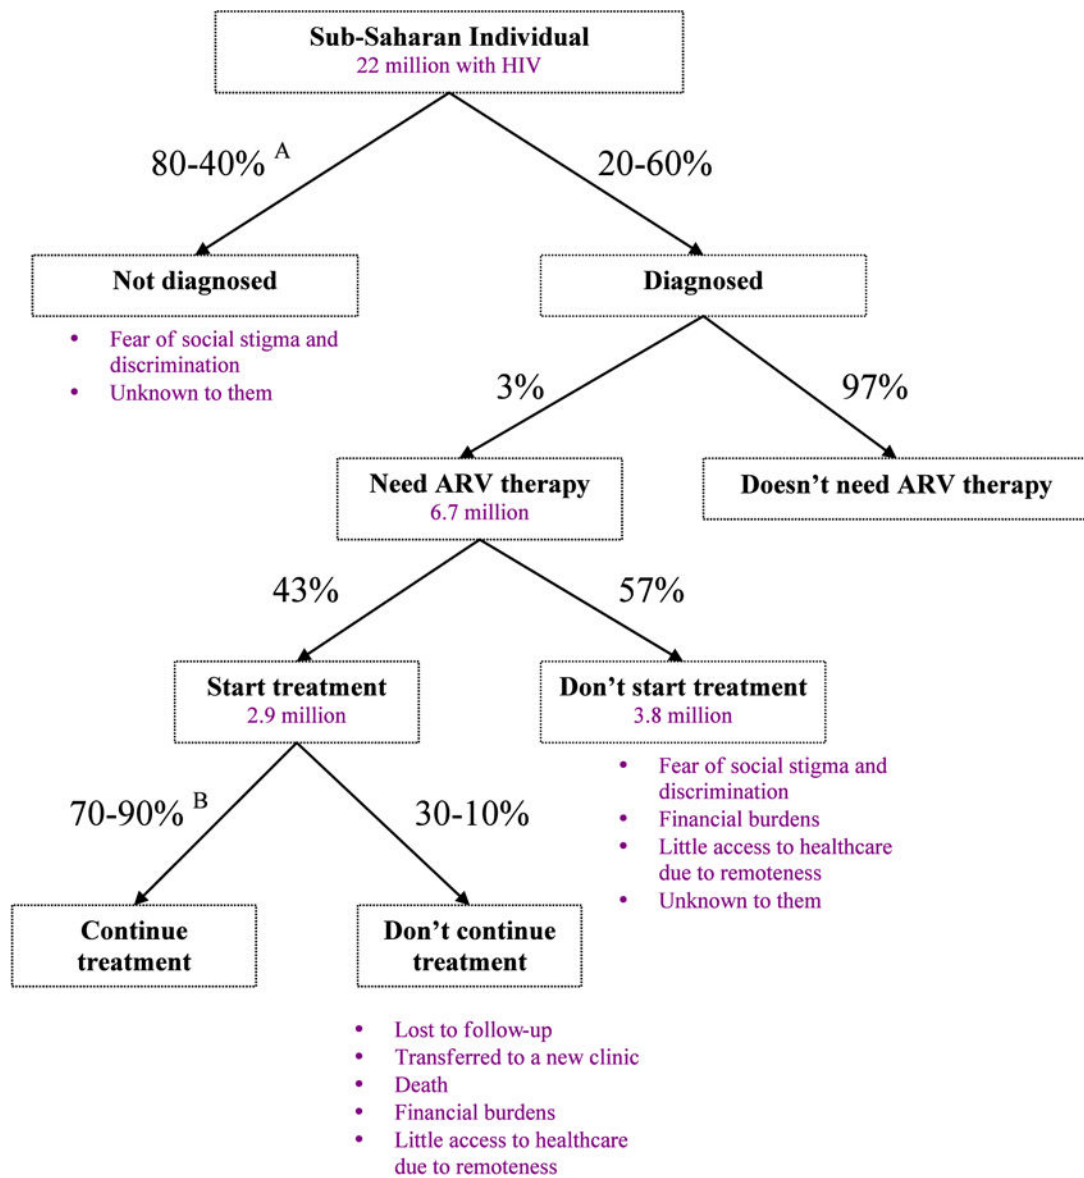 Sub-Saharan Individual
22 million with HIV
80-40% A
20-60%
Not diagnosed
Diagnosed
• Fear of social stigma and
discrimination
• Unknown to them
3%
97%
Need ARV therapy
6.7 million
Doesn't need ARV therapy
43%
57%
Start treatment
2.9 million
Don't start treatment
3.8 million
• Fear of social stigma and
discrimination
• Financial burdens
• Little access to healthcare
due to remoteness
• Unknown to them
70-90% B
30-10%
Continue
treatment
Don't continue
treatment
• Lost to follow-up
• Transferred to a new clinic
• Death
• Financial burdens
• Little access to healthcare
due to remoteness